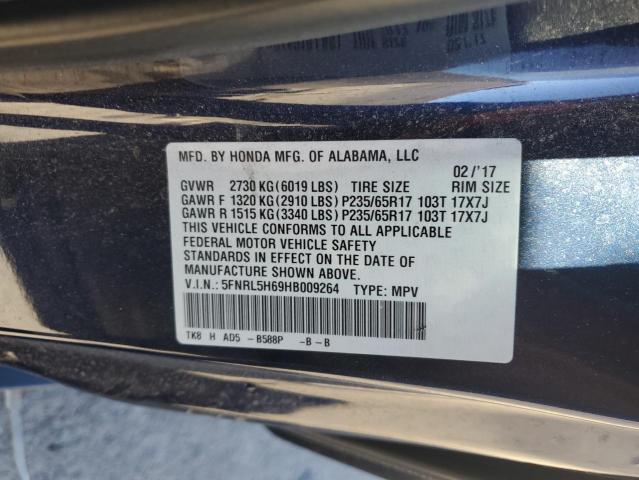 MFD. BY HONDA MFG. OF ALABAMA, LLC 02/'17
GVWR 2730 KG (6019 LBS) TIRE SIZE RIM SIZE
GAWR F 1320 KG (2910 LBS) P235/65R17 103T 17X7J
GAWR R 1515 KG (3340 LBS) P235/65R17 103T 17X7J
THIS VEHICLE CONFORMS TO ALL APPLICABLE
FEDERAL MOTOR VEHICLE SAFETY
STANDARDS IN EFFECT ON THE DATE OF
MANUFACTURE SHOWN ABOVE.
V.I.N.: 5FNRL5H69HB009264 TYPE: MPV
TK8 H AD5 -B588P -B-B